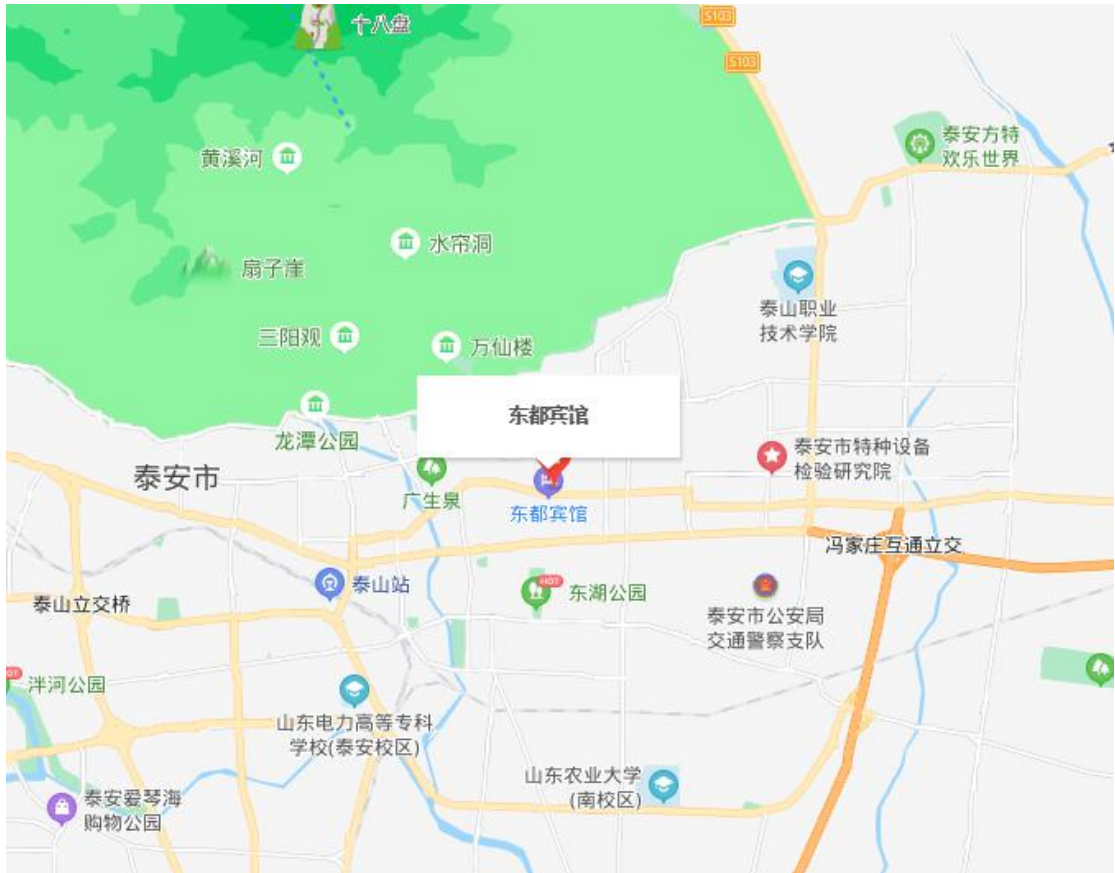 十八盘
S103
S103
泰安方特
欢乐世界
黄溪河
水帘洞
扇子崖
泰山职业
技术学院
三阳观
万仙楼
东都宾馆
龙潭公园
泰安市
泰安市特种设备
检验研究院
广生泉
东都宾馆
冯家庄互通立交
泰山站
HOT
东湖公园
泰山立交桥
泰安市公安局
交通警察支队
泮河公园
山东电力高等专科
学校(泰安校区)
山东农业大学
(南校区)
泰安爱琴海
购物公园